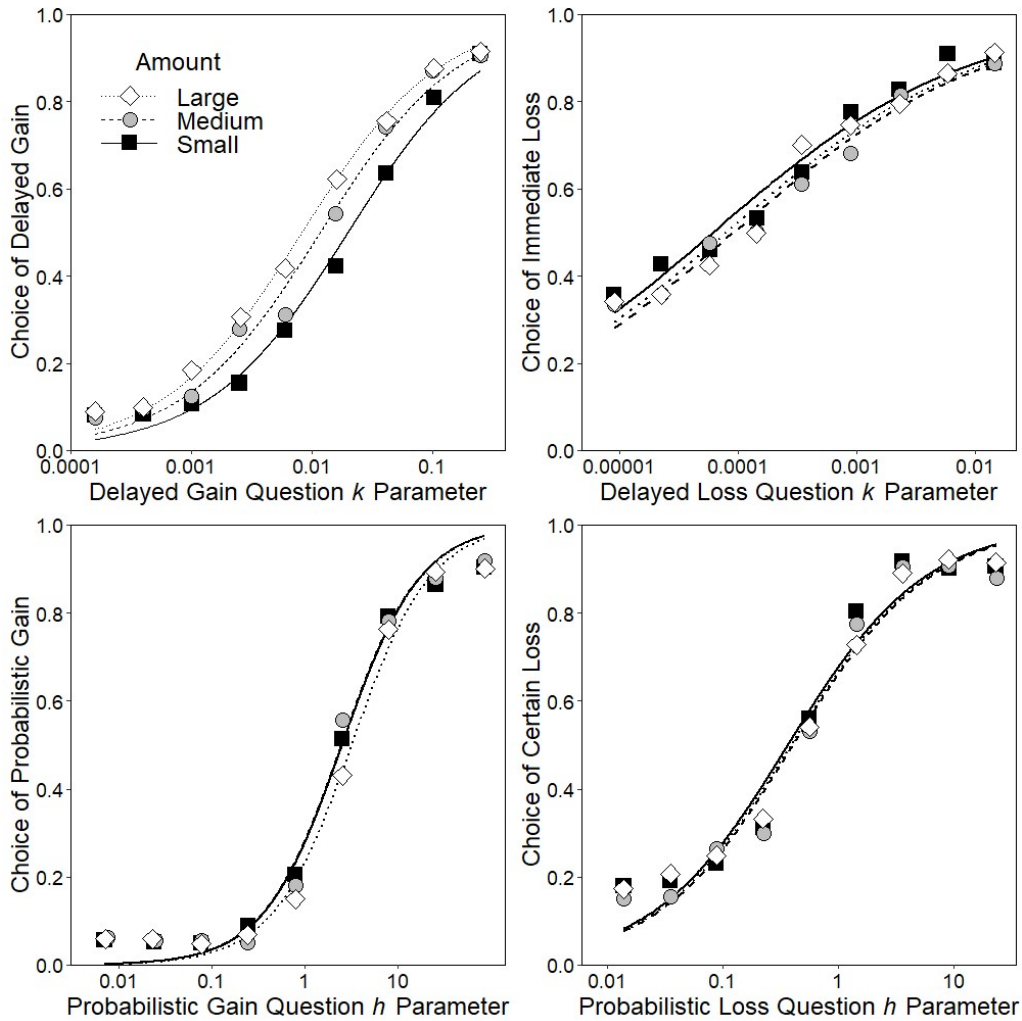 1.0
0.8
0.6
0.4
0.2
0.0
Choice of Delayed Gain
Amount
Large
Medium
Small
0.0001 0.001 0.01 0.1
Delayed Gain Question k Parameter
1.0
0.8
0.6
0.4
0.2
0.0
Choice of Immediate Loss
0.00001 0.0001 0.001 0.01
Delayed Loss Question k Parameter
1.0
0.8
0.6
0.4
0.2
0.0
Choice of Probabilistic Gain
0.01 0.1 1 10
Probabilistic Gain Question h Parameter
1.0
0.8
0.6
0.4
0.2
0.0
Choice of Certain Loss
0.01 0.1 1 10
Probabilistic Loss Question h Parameter